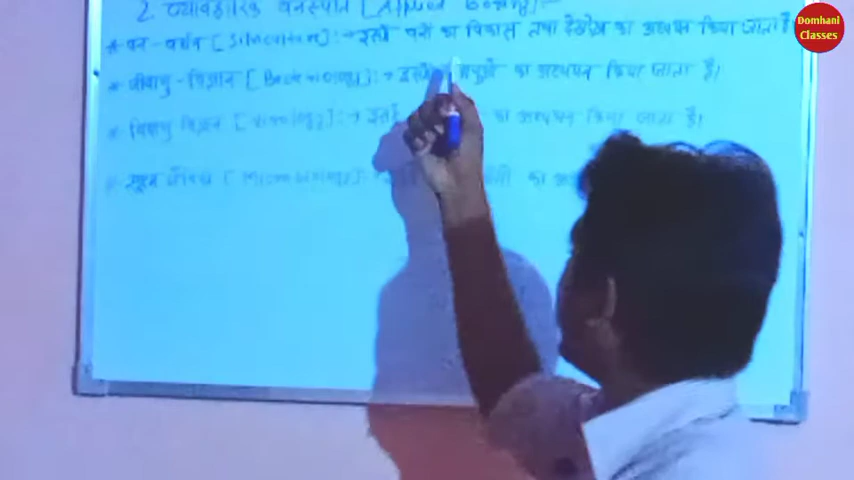 2. व्यावहारिक वनस्पति [Applied Botany]:-
* वन-वर्धन [Silviculture]:→ इसमें वनों का विकास तथा देखरेख का अध्ययन किया जाता है
* जीवाणु-विज्ञान [Bacteriology]:→ इसमें का अध्ययन किया जाता है।
* विषाणु विज्ञान [Virology]:→ इसमें का अध्ययन किया जाता है।
* सूक्ष्म [Microbiology]:→ का
Domhani
Classes